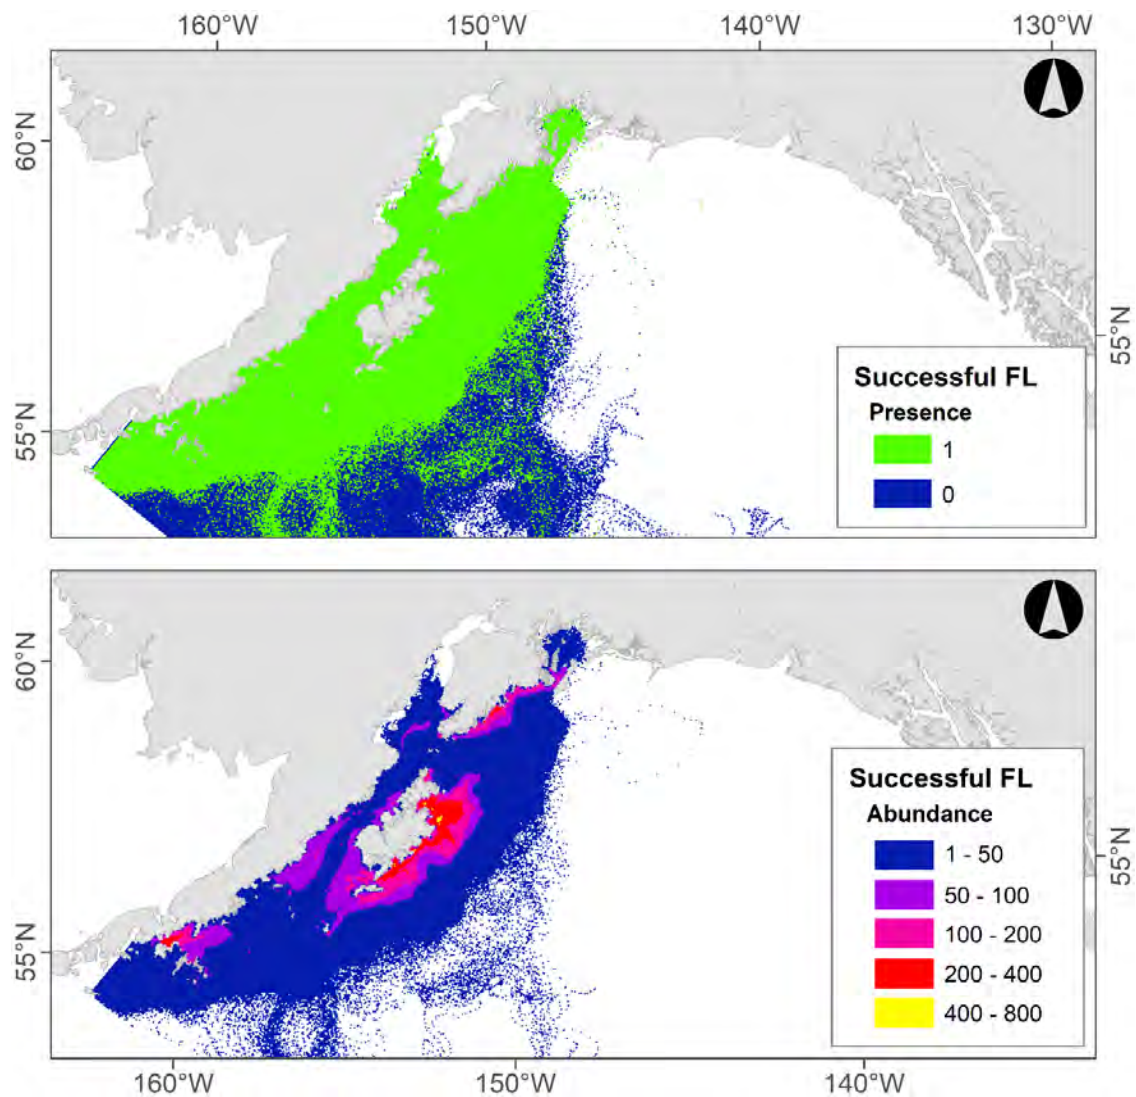 160°W 150°W 140°W 130°W
60°N
55°N
55°N
Successful FL
Presence
1
0
60°N
55°N
55°N
Successful FL
Abundance
1 - 50
50 - 100
100 - 200
200 - 400
400 - 800
160°W 150°W 140°W